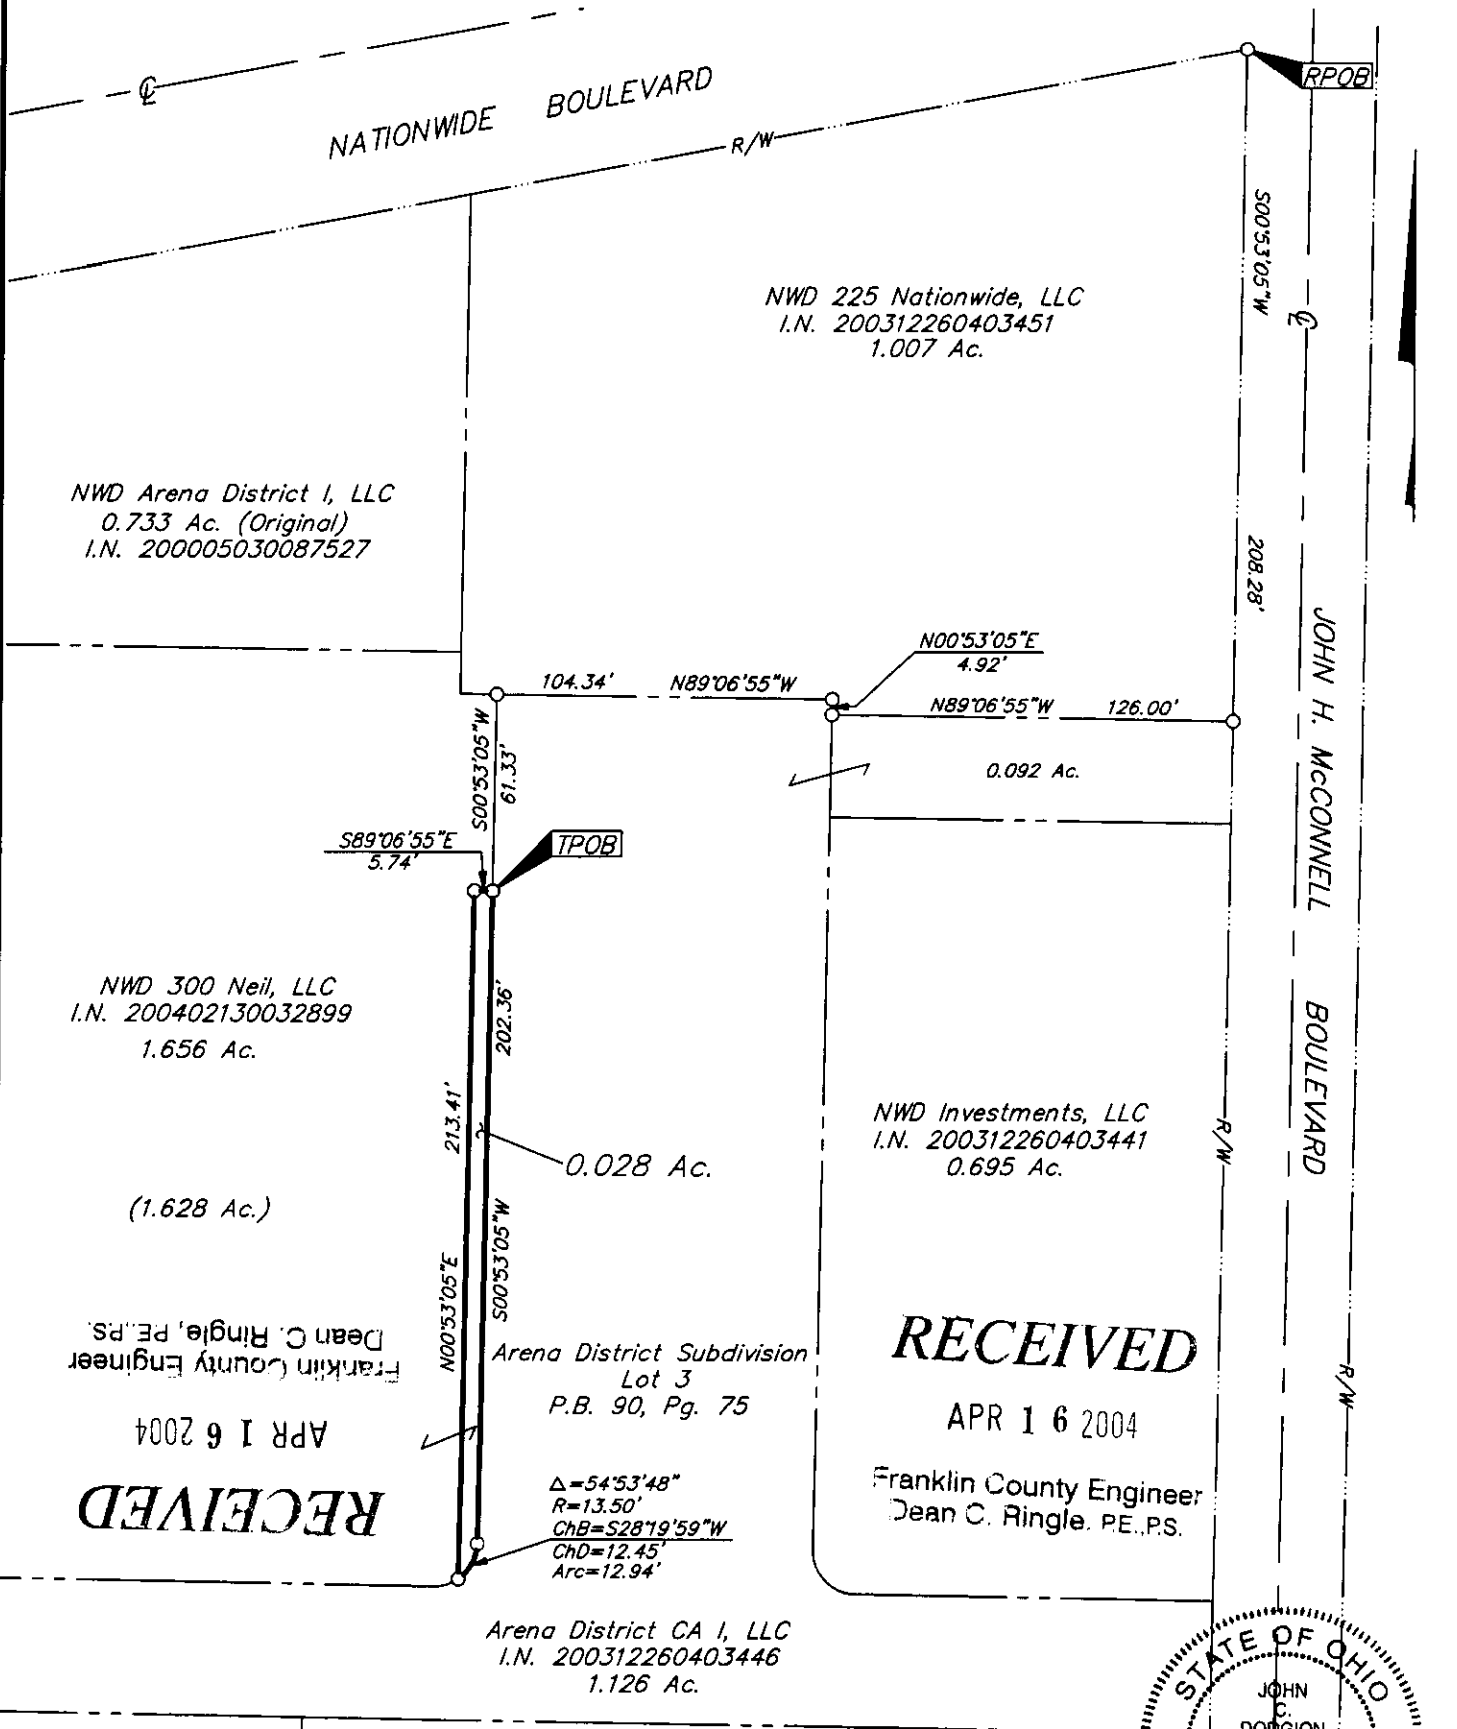 ℄
NATIONWIDE BOULEVARD
R/W
RPOB
S00°53'05"W
℄
NWD 225 Nationwide, LLC
I.N. 200312260403451
1.007 Ac.
NWD Arena District I, LLC
0.733 Ac. (Original)
I.N. 200005030087527
208.28'
JOHN H. McCONNELL BOULEVARD
N00°53'05"E
4.92'
104.34' N89°06'55"W
N89°06'55"W 126.00'
S00°53'05"W
61.33'
0.092 Ac.
S89°06'55"E
5.74'
TPOB
NWD 300 Neil, LLC
I.N. 200402130032899
1.656 Ac.
202.36'
213.41'
0.028 Ac.
NWD Investments, LLC
I.N. 200312260403441
0.695 Ac.
R/W
(1.628 Ac.)
S00°53'05"W
N00°53'05"E
RECEIVED
APR 16 2004
Franklin County Engineer
Dean C. Ringle, P.E., P.S.
Arena District Subdivision
Lot 3
P.B. 90, Pg. 75
RECEIVED
APR 16 2004
Franklin County Engineer
Dean C. Ringle, P.E., P.S.
R/W
Δ=54°53'48"
R=13.50'
ChB=S28°19'59"W
ChD=12.45'
Arc=12.94'
Arena District CA I, LLC
I.N. 200312260403446
1.126 Ac.
STATE OF OHIO
JOHN
C.